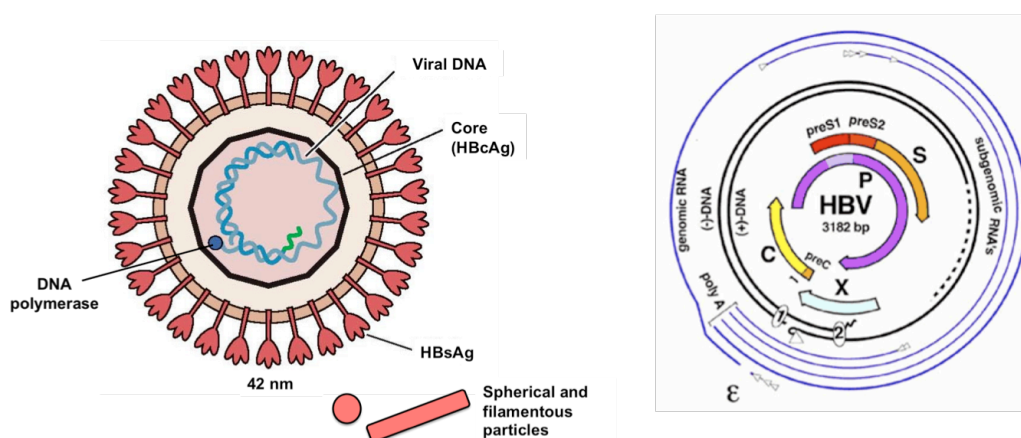 Viral DNA
Core
(HBcAg)
DNA
polymerase
HBsAg
42 nm
Spherical and
filamentous
particles
genomic RNA
(-)-DNA
(+)-DNA
preS1
preS2
S
P
HBV
3182 bp
C
preC
X
1
2
subgenomic RNA's
poly A
ε